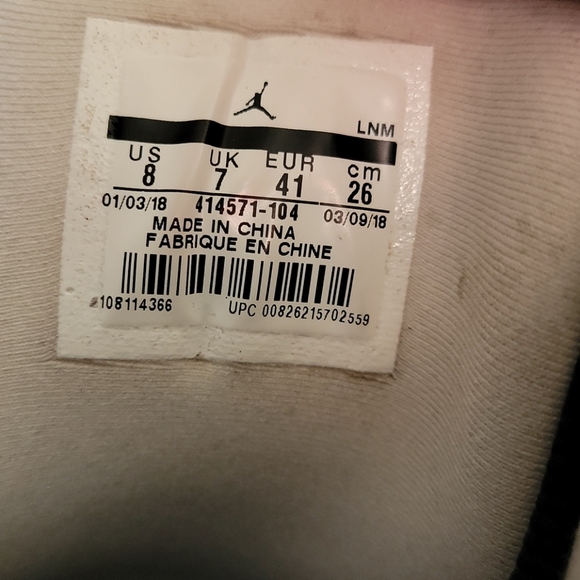 LNM
US UK EUR cm
8 7 41 26
01/03/18 414571-104 03/09/18
MADE IN CHINA
FABRIQUE EN CHINE
2108114366 UPC 00826215702559